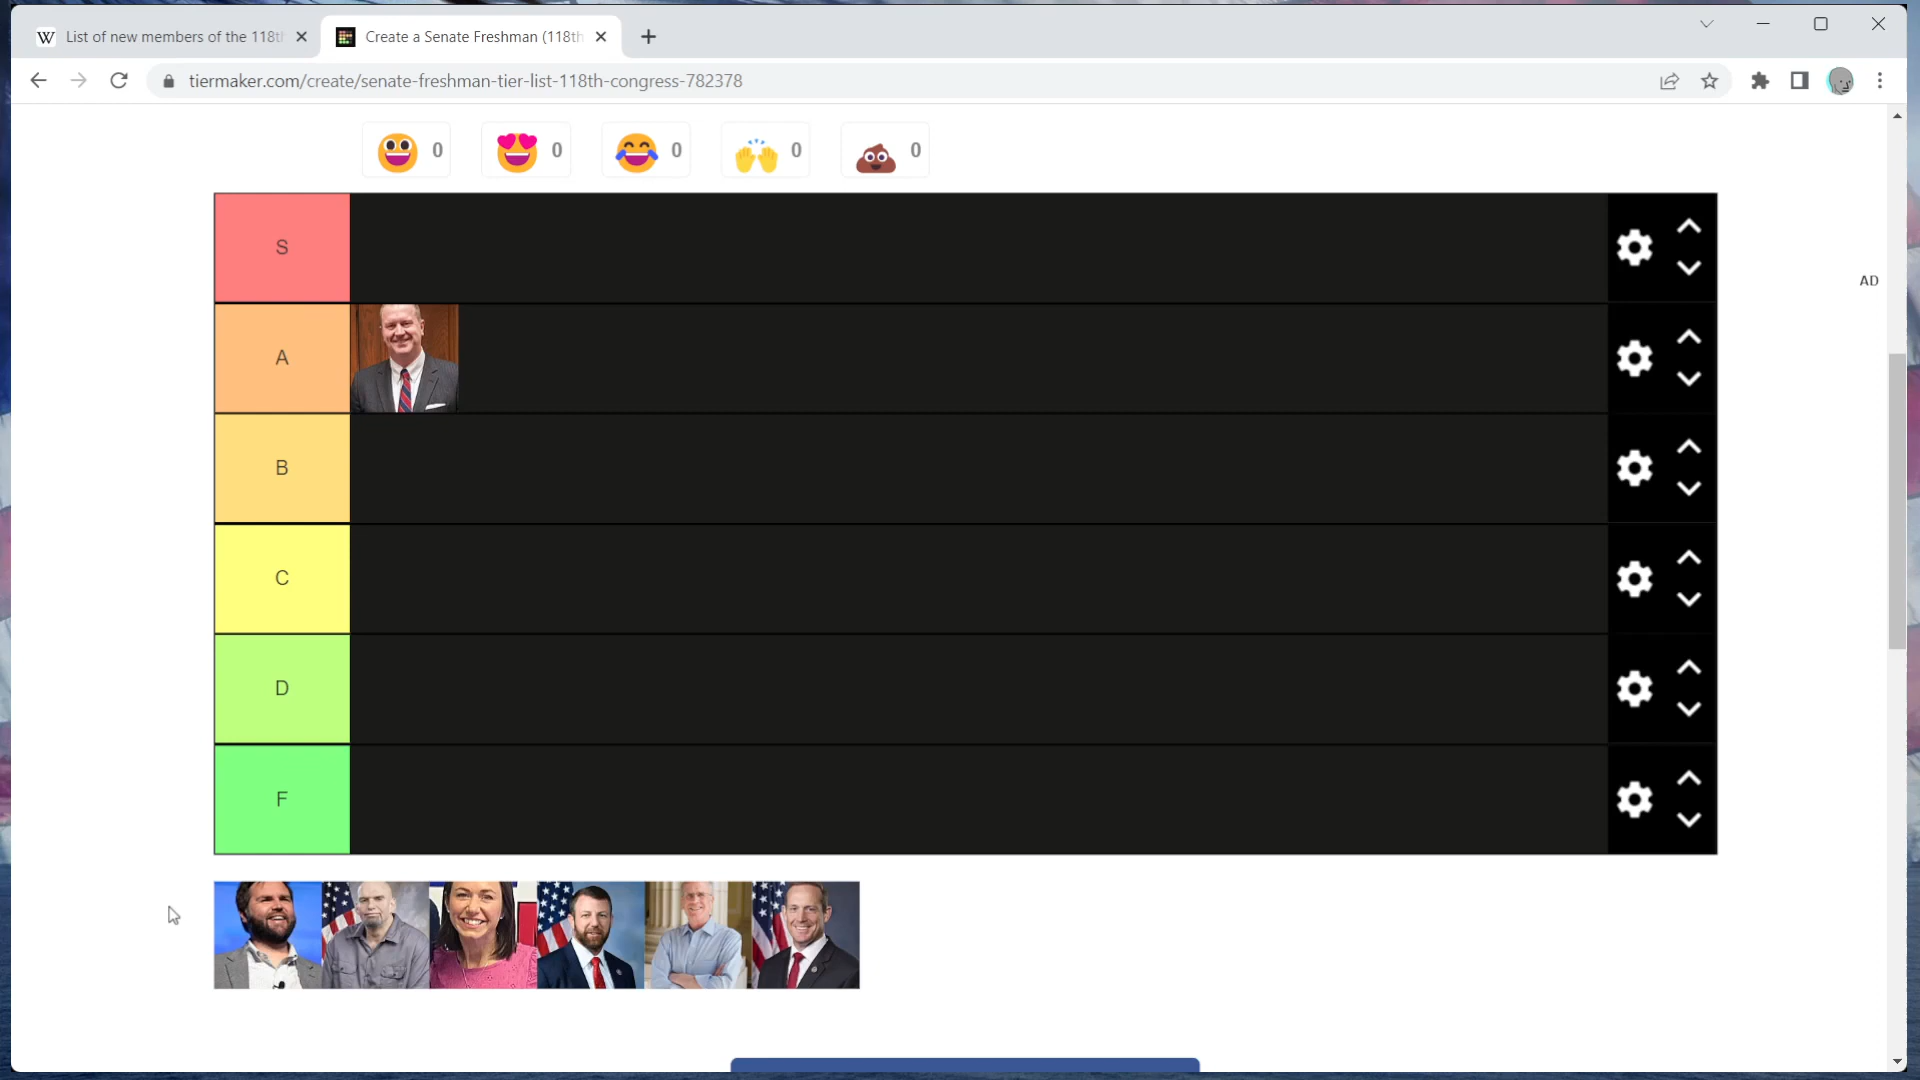 List of new members of the 118t
Create a Senate Freshman (118th
tiermaker.com/create/senate-freshman-tier-list-118th-congress-782378
0
0
0
0
0
S
A
B
C
D
F
AD